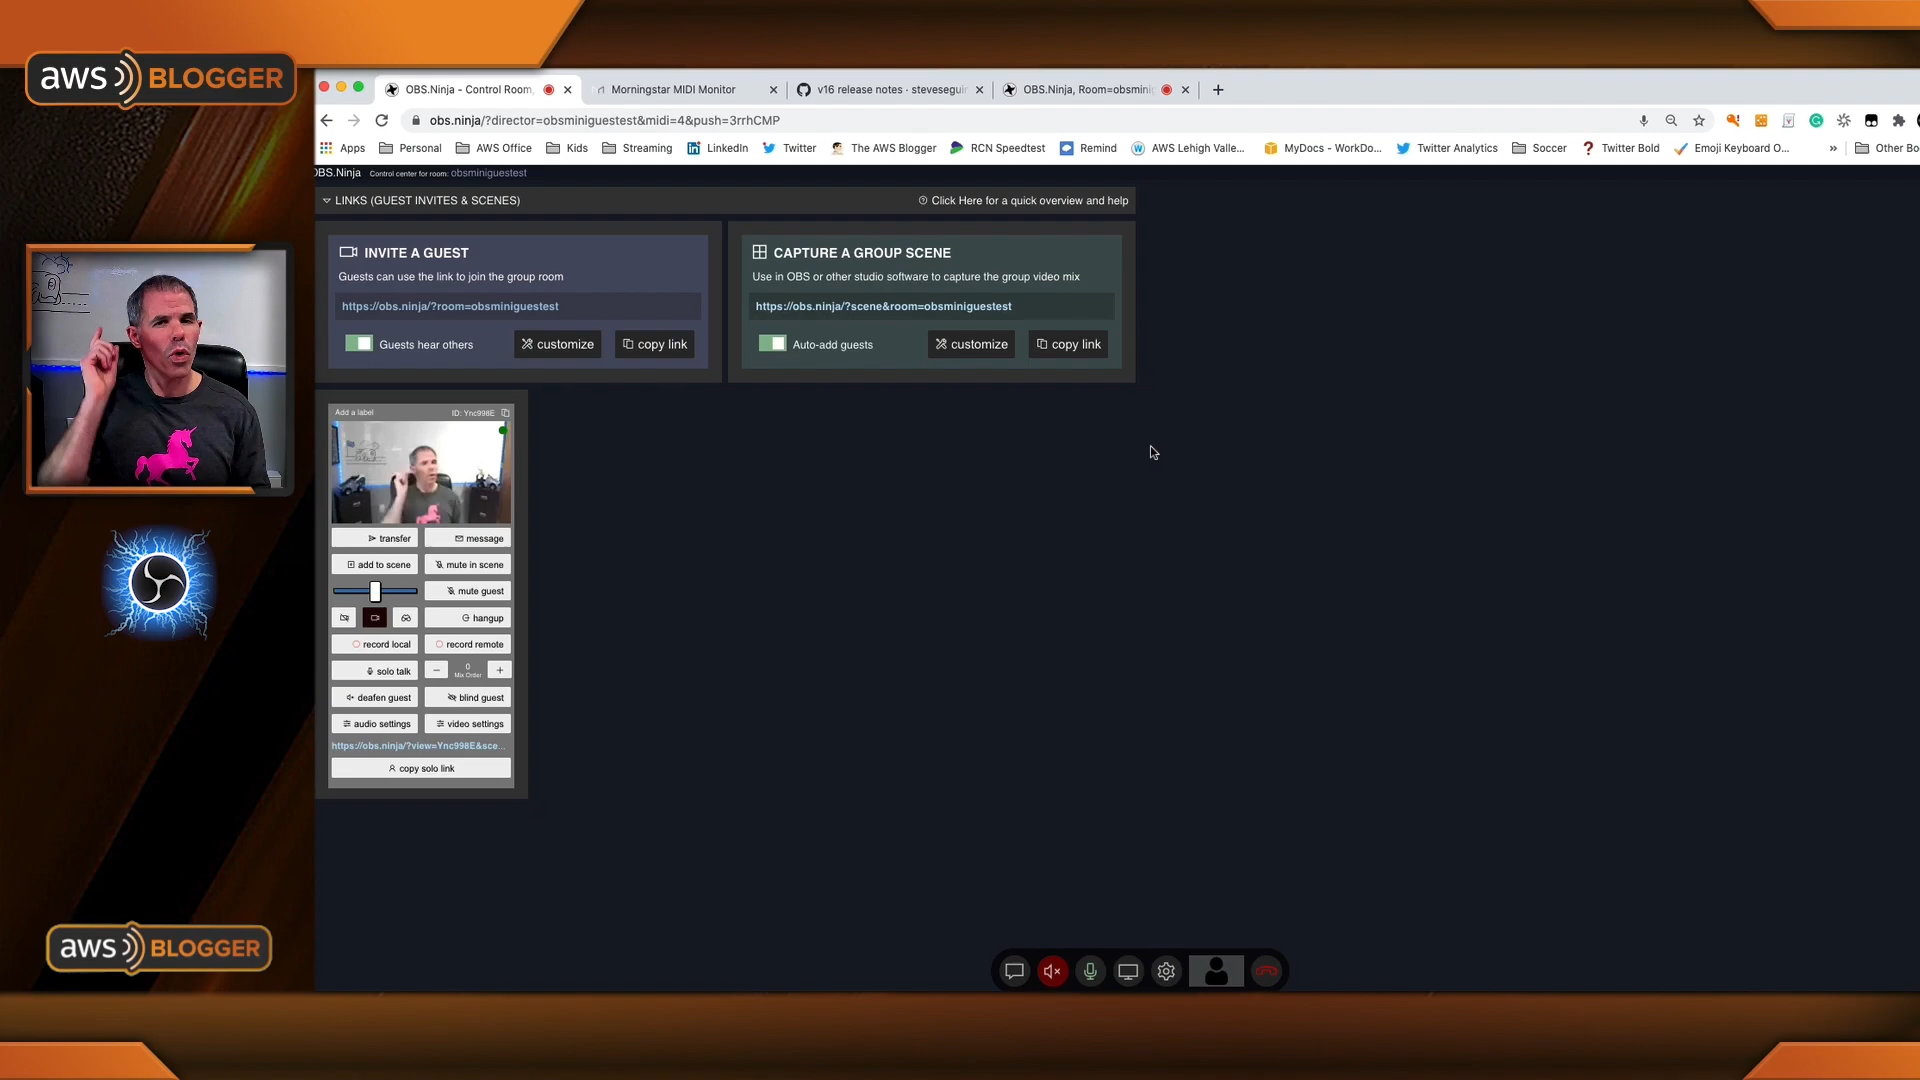 aws BLOGGER
OBS.Ninja - Control Room,
Morningstar MIDI Monitor
v16 release notes · stevesegui
OBS.Ninja, Room=obsmini
obs.ninja/?director=obsminiguestest&midi=4&push=3rrhCMP
Apps
Personal
AWS Office
Kids
Streaming
LinkedIn
Twitter
The AWS Blogger
RCN Speedtest
Remind
AWS Lehigh Valle...
MyDocs - WorkDo...
Twitter Analytics
Soccer
Twitter Bold
Emoji Keyboard O...
»
Other Bo
OBS.Ninja Control center for room: obsminiguestest
LINKS (GUEST INVITES & SCENES)
Click Here for a quick overview and help
INVITE A GUEST
Guests can use the link to join the group room
https://obs.ninja/?room=obsminiguestest
Guests hear others
customize
copy link
CAPTURE A GROUP SCENE
Use in OBS or other studio software to capture the group video mix
https://obs.ninja/?scene&room=obsminiguestest
Auto-add guests
customize
copy link
Add a label
ID: Ync998E
transfer
message
add to scene
mute in scene
mute guest
hangup
record local
record remote
solo talk
0
Mix Order
deafen guest
blind guest
audio settings
video settings
https://obs.ninja/?view=Ync998E&sce...
copy solo link
aws BLOGGER